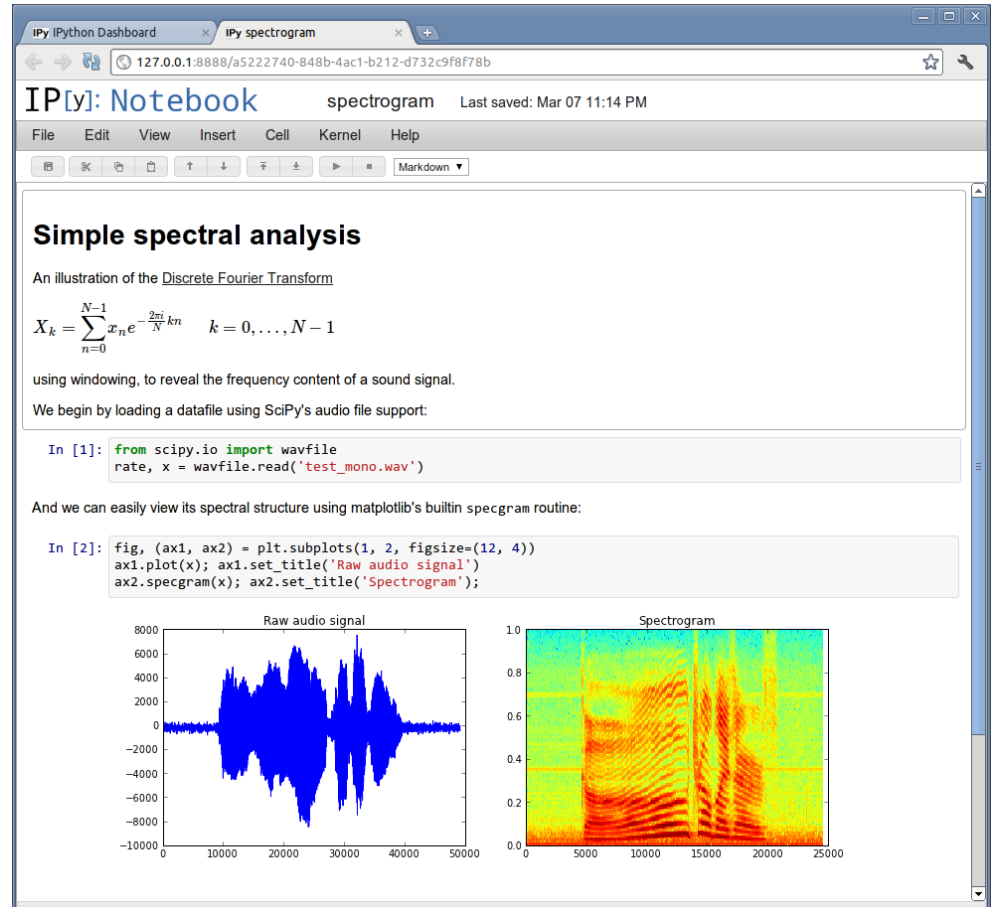 IPy IPython Dashboard × IPy spectrogram ×
127.0.0.1:8888/a5222740-848b-4ac1-b212-d732c9f8f78b
IP[y]: Notebook spectrogram Last saved: Mar 07 11:14 PM
File Edit View Insert Cell Kernel Help
Markdown
Simple spectral analysis
An illustration of the Discrete Fourier Transform
X_k = ∑_{n=0}^{N−1} x_n e^{−\frac{2πi}{N} kn} k = 0, . . . , N − 1
using windowing, to reveal the frequency content of a sound signal.
We begin by loading a datafile using SciPy's audio file support:
In [1]: from scipy.io import wavfile
rate, x = wavfile.read('test_mono.wav')
And we can easily view its spectral structure using matplotlib's builtin specgram routine:
In [2]: fig, (ax1, ax2) = plt.subplots(1, 2, figsize=(12, 4))
ax1.plot(x); ax1.set_title('Raw audio signal')
ax2.specgram(x); ax2.set_title('Spectrogram');
Raw audio signal
8000
6000
4000
2000
0
−2000
−4000
−6000
−8000
−10000
0 10000 20000 30000 40000 50000
Spectrogram
1.0
0.8
0.6
0.4
0.2
0.0
0 5000 10000 15000 20000 25000